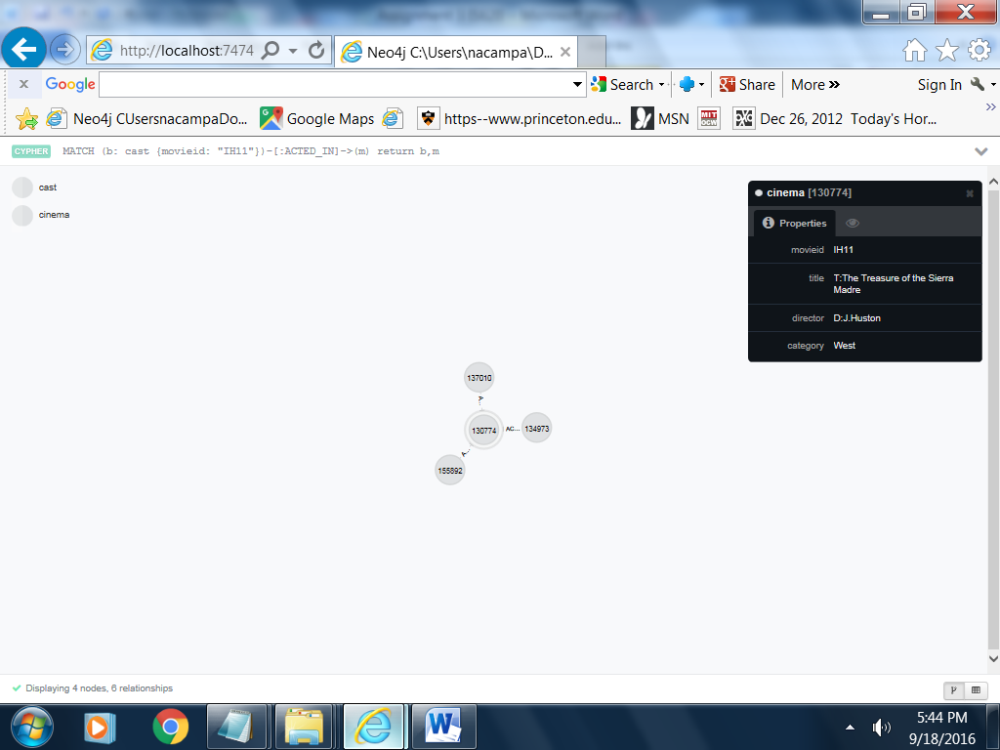 http://localhost:7474
Neo4j C:\Users\nacampa\D...
x Google Search Share More » Sign In
Neo4j CUsersnacampaDo... Google Maps https--www.princeton.edu... MSN MIT OCW Dec 26, 2012 Today's Hor...
CYPHER MATCH (b: cast {movieid: "IH11"})-[:ACTED_IN]->(m) return b,m
cast
cinema
cinema [130774]
Properties
movieid IH11
title T:The Treasure of the Sierra
Madre
director D:J.Huston
category West
137010
A...
130774 AC... 134973
A...
155892
Displaying 4 nodes, 6 relationships
5:44 PM
9/18/2016